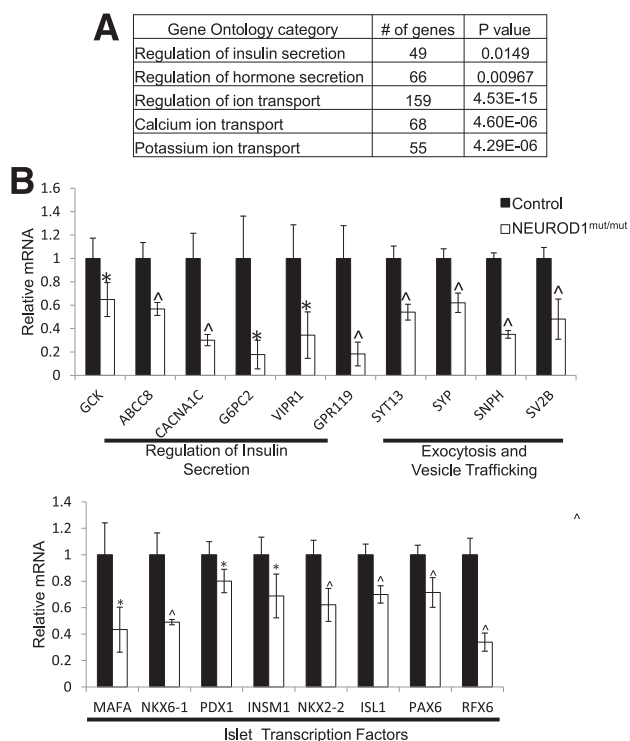 A
Gene Ontology category # of genes P value
Regulation of insulin secretion 49 0.0149
Regulation of hormone secretion 66 0.00967
Regulation of ion transport 159 4.53E-15
Calcium ion transport 68 4.60E-06
Potassium ion transport 55 4.29E-06
B
Relative mRNA
1.6
1.4
1.2
1
0.8
0.6
0.4
0.2
0
Control
NEUROD1mut/mut
* ^ ^ * * ^ ^ ^ ^ ^
GCK ABCC8 CACNA1C G6PC2 VIPR1 GPR119 SYT13 SYP SNPH SV2B
Regulation of Insulin
Secretion
Exocytosis and
Vesicle Trafficking
Relative mRNA
1.4
1.2
1
0.8
0.6
0.4
0.2
0
^
* ^ * * ^ ^ ^ ^
MAFA NKX6-1 PDX1 INSM1 NKX2-2 ISL1 PAX6 RFX6
Islet Transcription Factors